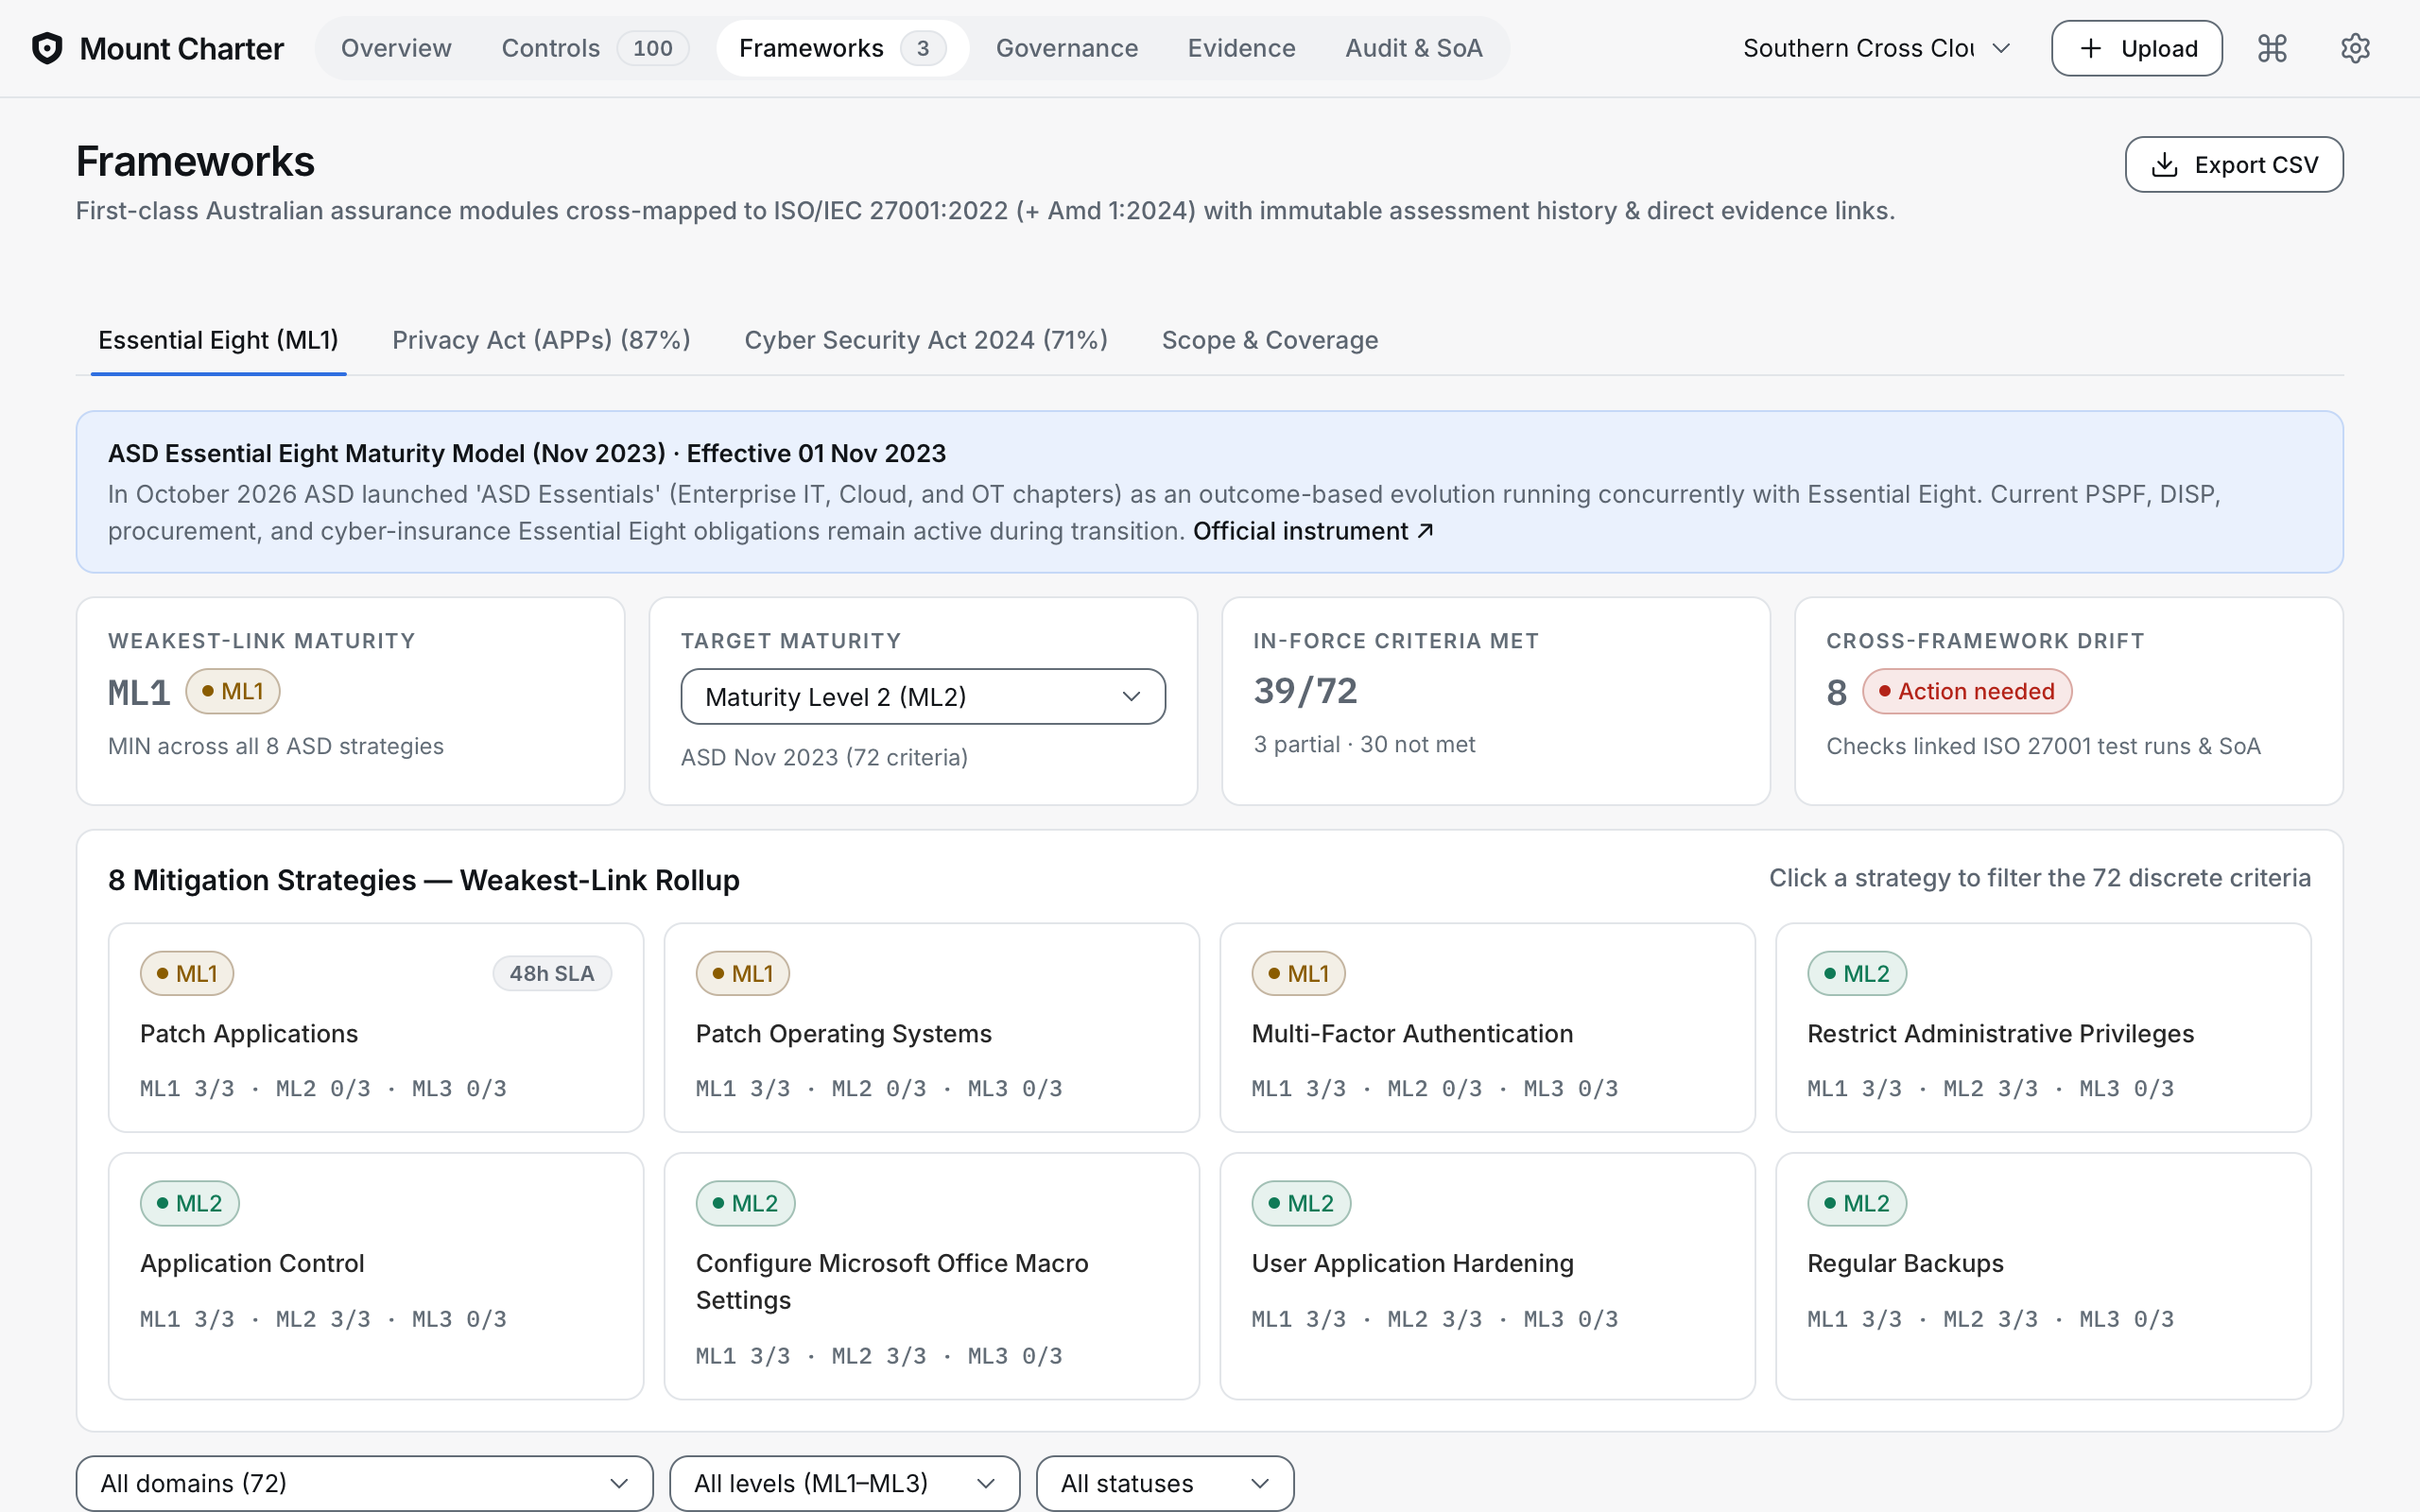 Mount Charter
Overview
Controls 100
Frameworks 3
Governance
Evidence
Audit & SoA
Southern Cross Clou
Upload
Frameworks
Export CSV
First-class Australian assurance modules cross-mapped to ISO/IEC 27001:2022 (+ Amd 1:2024) with immutable assessment history & direct evidence links.
Essential Eight (ML1)
Privacy Act (APPs) (87%)
Cyber Security Act 2024 (71%)
Scope & Coverage
ASD Essential Eight Maturity Model (Nov 2023) · Effective 01 Nov 2023
In October 2026 ASD launched 'ASD Essentials' (Enterprise IT, Cloud, and OT chapters) as an outcome-based evolution running concurrently with Essential Eight. Current PSPF, DISP,
procurement, and cyber-insurance Essential Eight obligations remain active during transition. Official instrument ↗
WEAKEST-LINK MATURITY
ML1 ML1
MIN across all 8 ASD strategies
TARGET MATURITY
Maturity Level 2 (ML2)
ASD Nov 2023 (72 criteria)
IN-FORCE CRITERIA MET
39/72
3 partial · 30 not met
CROSS-FRAMEWORK DRIFT
8 Action needed
Checks linked ISO 27001 test runs & SoA
8 Mitigation Strategies — Weakest-Link Rollup
Click a strategy to filter the 72 discrete criteria
ML1 48h SLA
Patch Applications
ML1 3/3 · ML2 0/3 · ML3 0/3
ML1
Patch Operating Systems
ML1 3/3 · ML2 0/3 · ML3 0/3
ML1
Multi-Factor Authentication
ML1 3/3 · ML2 0/3 · ML3 0/3
ML2
Restrict Administrative Privileges
ML1 3/3 · ML2 3/3 · ML3 0/3
ML2
Application Control
ML1 3/3 · ML2 3/3 · ML3 0/3
ML2
Configure Microsoft Office Macro
Settings
ML1 3/3 · ML2 3/3 · ML3 0/3
ML2
User Application Hardening
ML1 3/3 · ML2 3/3 · ML3 0/3
ML2
Regular Backups
ML1 3/3 · ML2 3/3 · ML3 0/3
All domains (72)
All levels (ML1–ML3)
All statuses